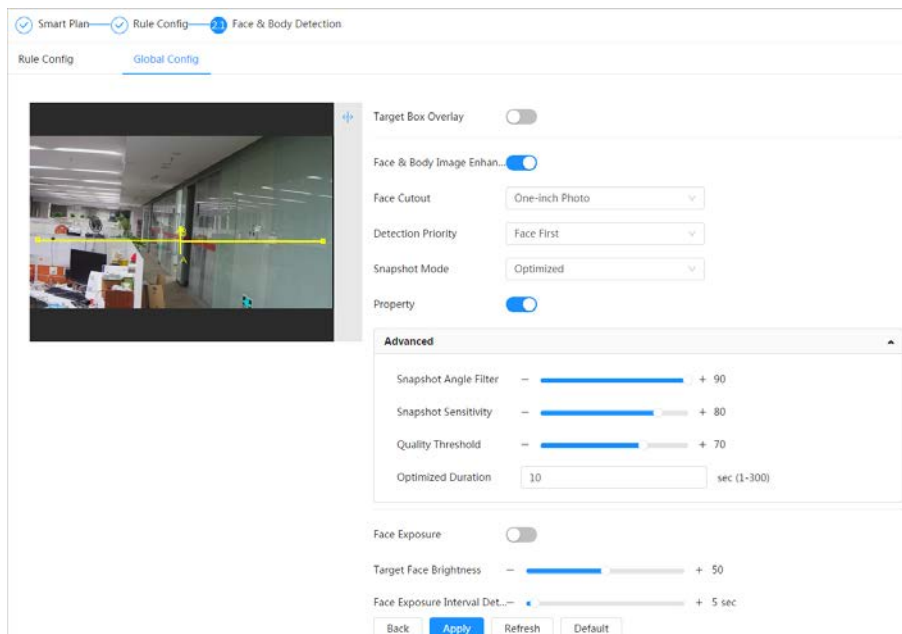 Smart Plan Rule Config 2.1 Face & Body Detection
Rule Config Global Config
Target Box Overlay
Face & Body Image Enhan...
Face Cutout One-inch Photo
Detection Priority Face First
Snapshot Mode Optimized
Property
Advanced
Snapshot Angle Filter − + 90
Snapshot Sensitivity − + 80
Quality Threshold − + 70
Optimized Duration 10 sec (1-300)
Face Exposure
Target Face Brightness − + 50
Face Exposure Interval Det... − + 5 sec
Back Apply Refresh Default